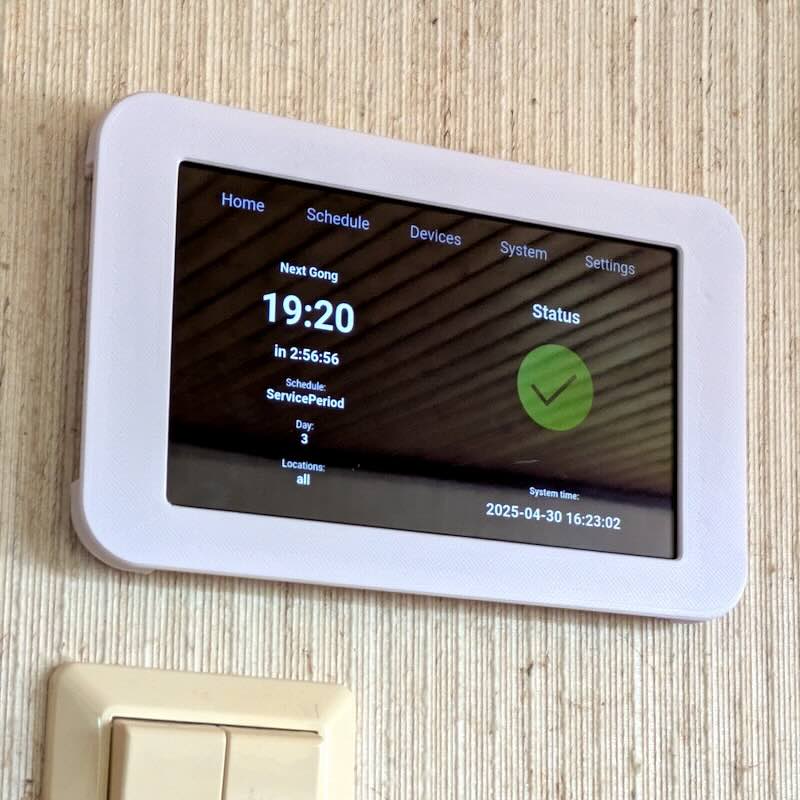 Home Schedule Devices System Settings
Next Gong
19:20
in 2:56:56
Schedule:
ServicePeriod
Day:
3
Locations:
all
Status
System time:
2025-04-30 16:23:02